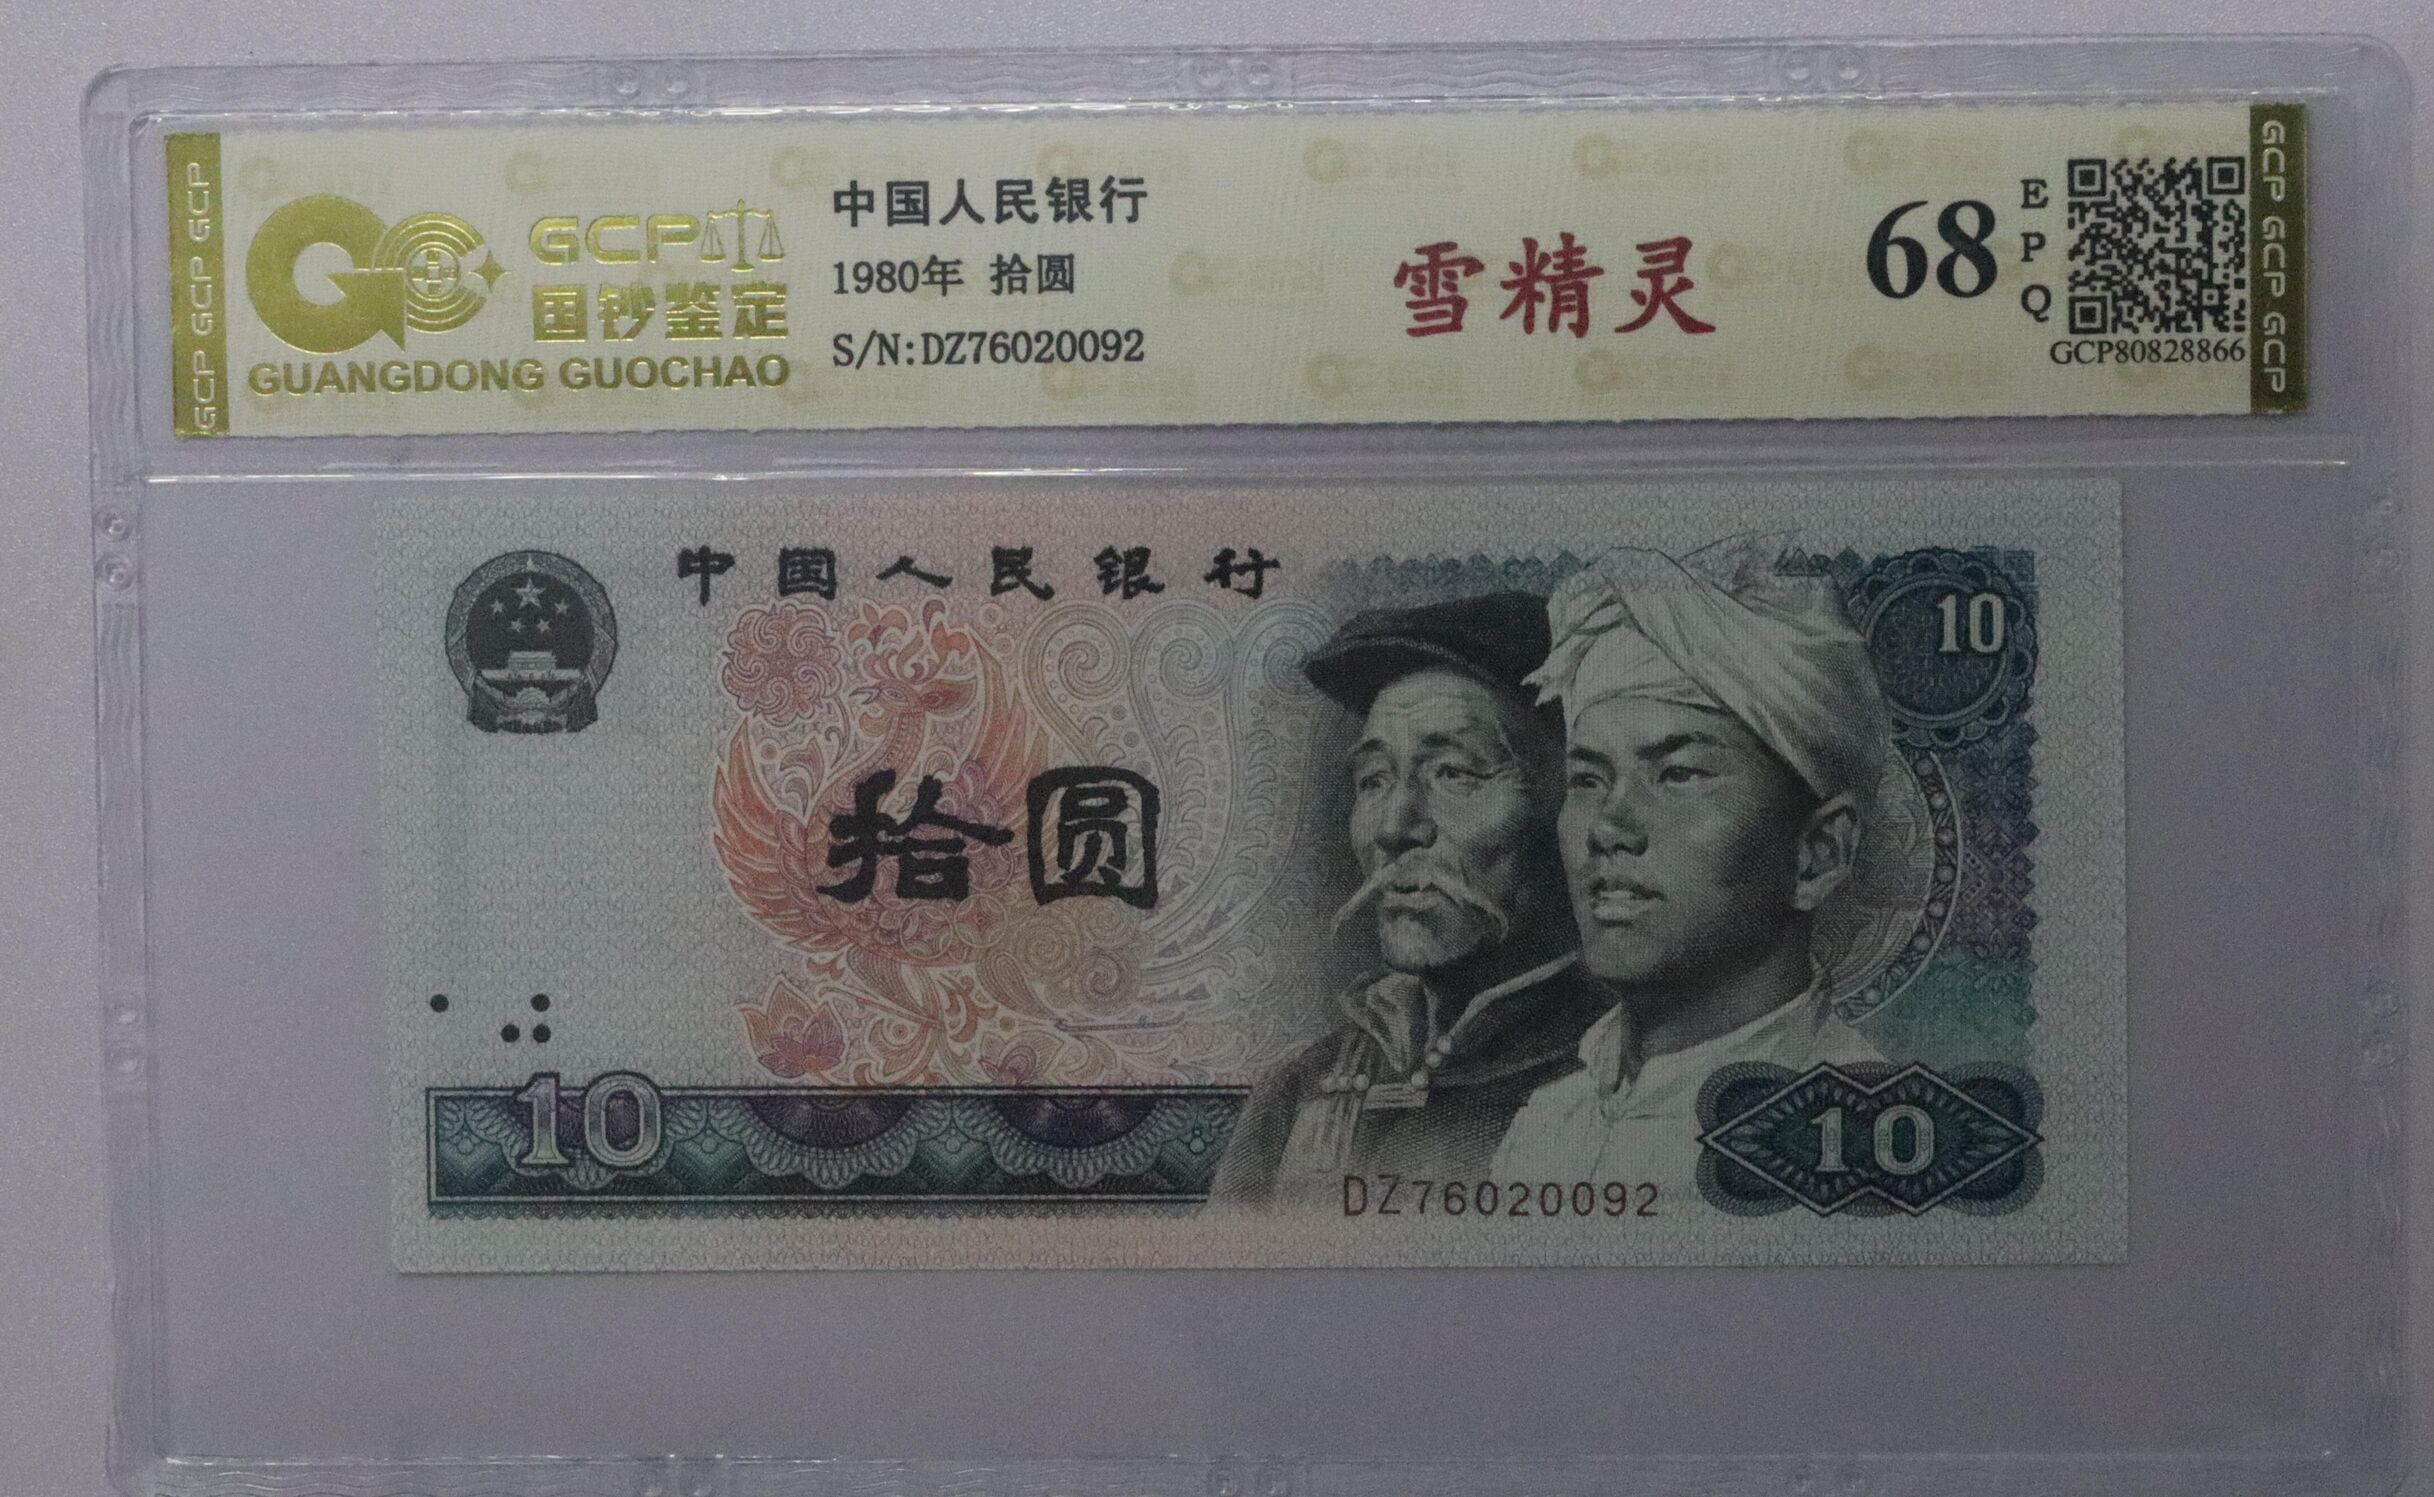 GCP GCP GCP
GCP
国钞鉴定
GUANGDONG GUOCHAO
中国人民银行
1980年 拾圆
S/N:DZ76020092
雪精灵
68
E
P
Q
GCP80828866
GCP GCP GCP
中国人民银行
10
拾圆
10
DZ76020092
10